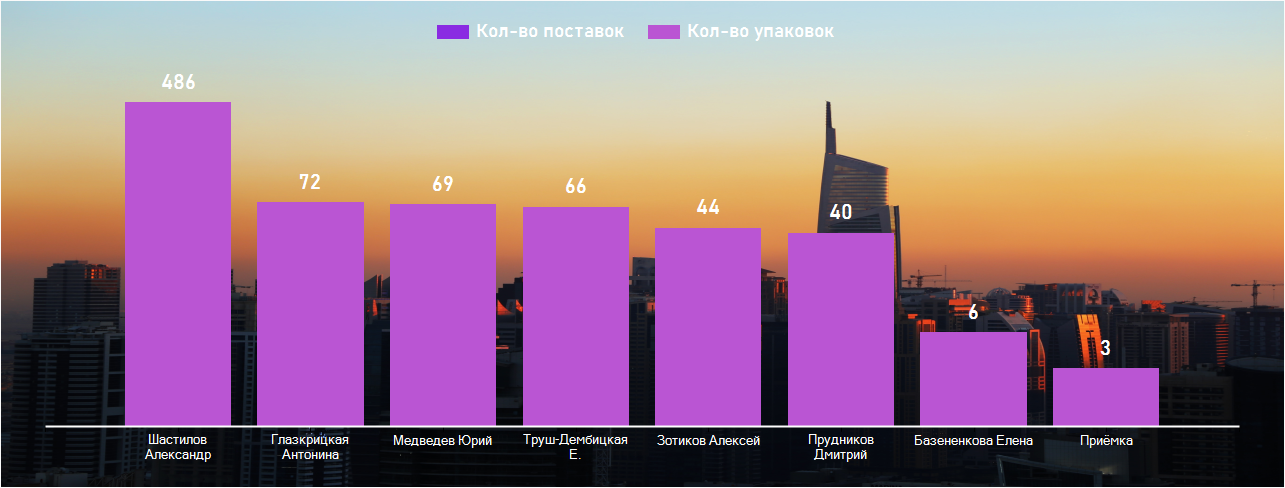 Кол-во поставок
Кол-во упаковок
486
72
69
66
44
40
6
3
Шастилов
Александр
Глазкрицкая
Антонина
Медведев Юрий
Труш-Дембицкая
Е.
Зотиков Алексей
Прудников
Дмитрий
Базененкова Елена
Приёмка